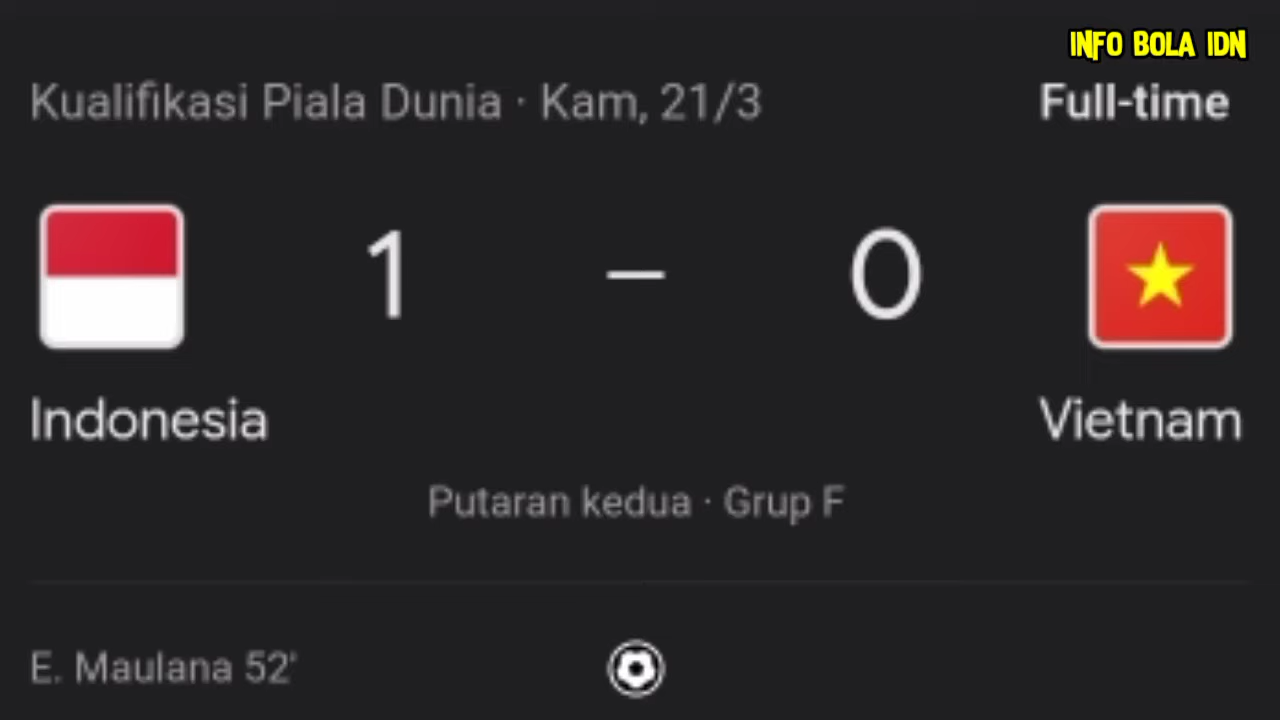 INFO BOLA IDN
Kualifikasi Piala Dunia · Kam, 21/3 Full-time
1 – 0
Indonesia Vietnam
Putaran kedua · Grup F
E. Maulana 52'